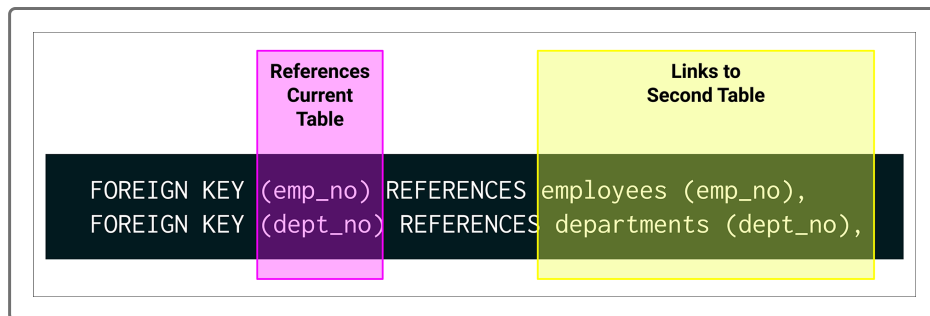 References
Current
Table
Links to
Second Table
FOREIGN KEY (emp_no) REFERENCES employees (emp_no),
FOREIGN KEY (dept_no) REFERENCES departments (dept_no),